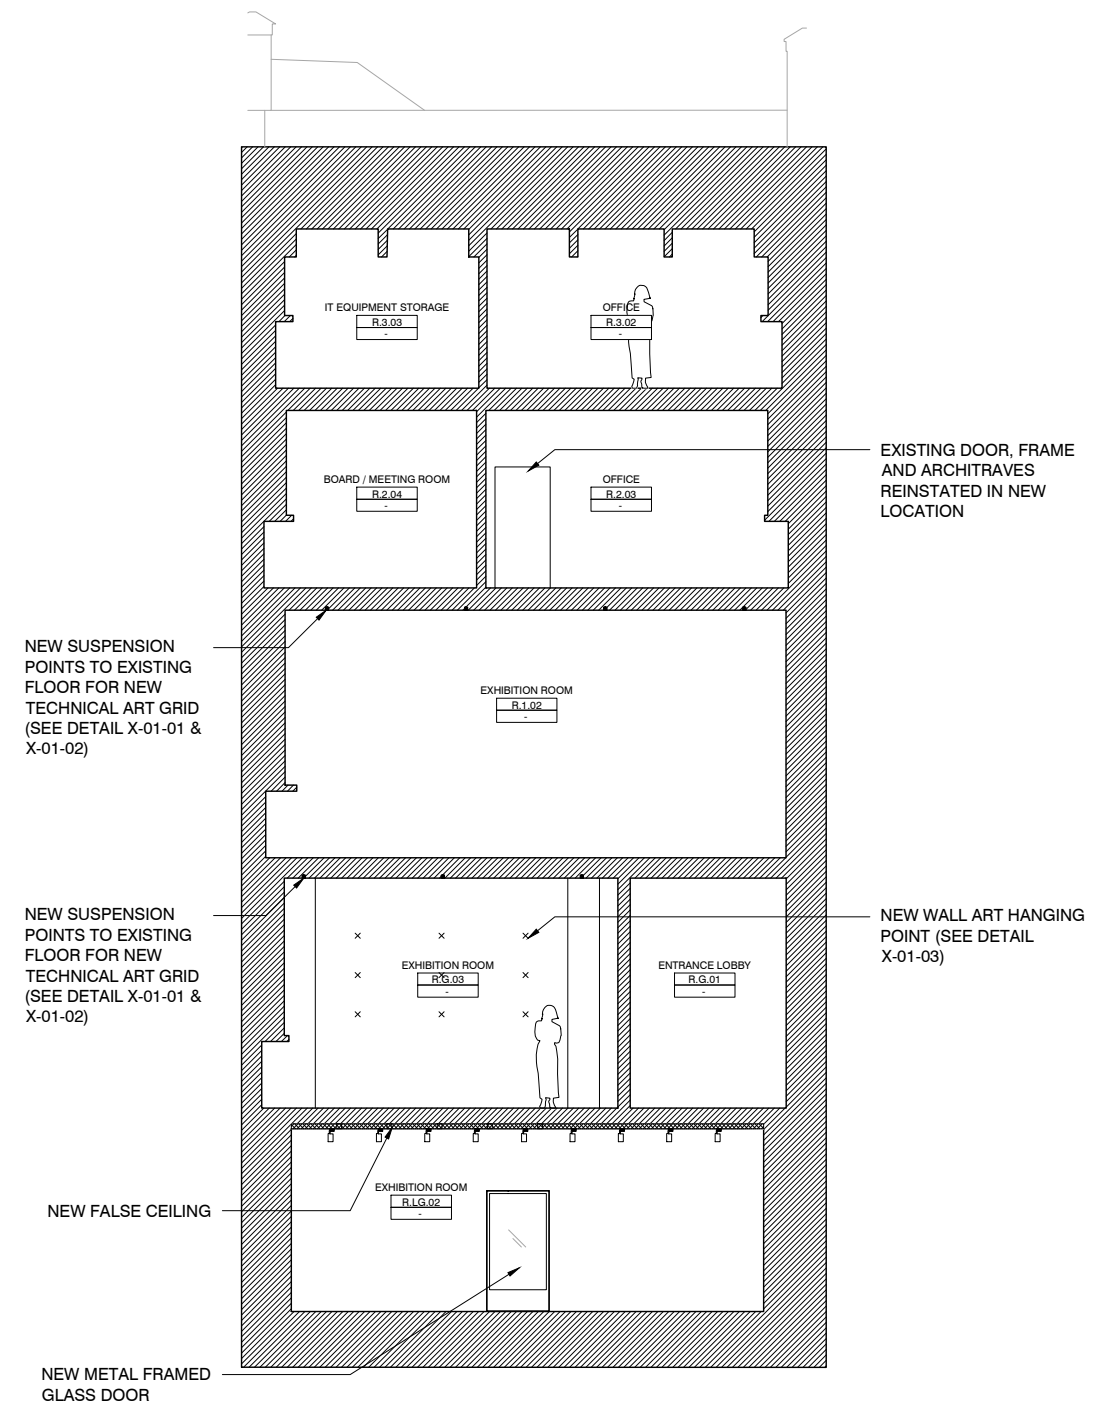 IT EQUIPMENT STORAGE
R.3.03
-
OFFICE
R.3.02
-
BOARD / MEETING ROOM
R.2.04
-
OFFICE
R.2.03
-
EXISTING DOOR, FRAME
AND ARCHITRAVES
REINSTATED IN NEW
LOCATION
NEW SUSPENSION
POINTS TO EXISTING
FLOOR FOR NEW
TECHNICAL ART GRID
(SEE DETAIL X-01-01 &
X-01-02)
EXHIBITION ROOM
R.1.02
-
NEW SUSPENSION
POINTS TO EXISTING
FLOOR FOR NEW
TECHNICAL ART GRID
(SEE DETAIL X-01-01 &
X-01-02)
EXHIBITION ROOM
R.G.03
-
ENTRANCE LOBBY
R.G.01
-
NEW WALL ART HANGING
POINT (SEE DETAIL
X-01-03)
EXHIBITION ROOM
R.LG.02
-
NEW FALSE CEILING
NEW METAL FRAMED
GLASS DOOR